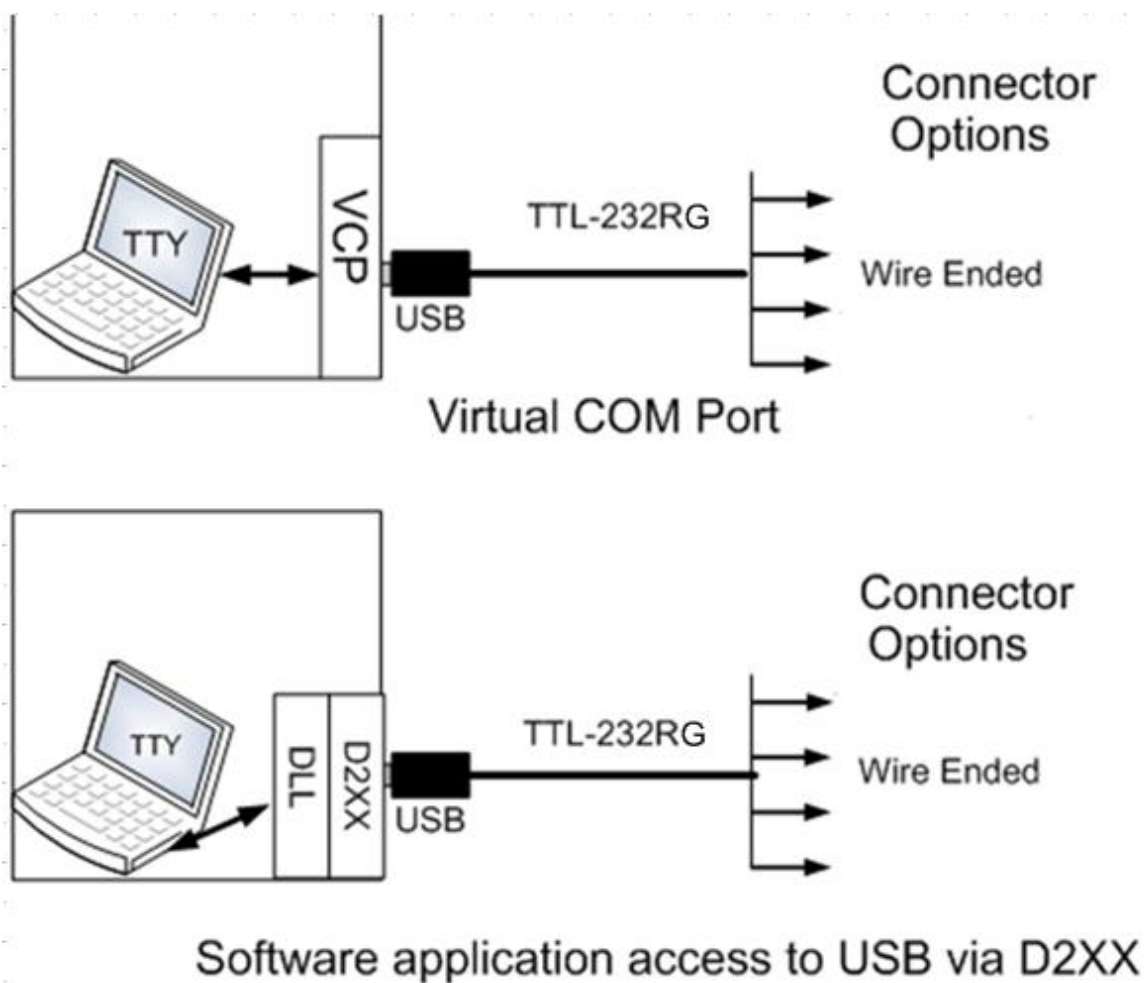 Connector
Options
TTL-232RG
VCP
TTY
Wire Ended
USB
Virtual COM Port
Connector
Options
TTL-232RG
TTY
DLL
D2XX
Wire Ended
USB
Software application access to USB via D2XX